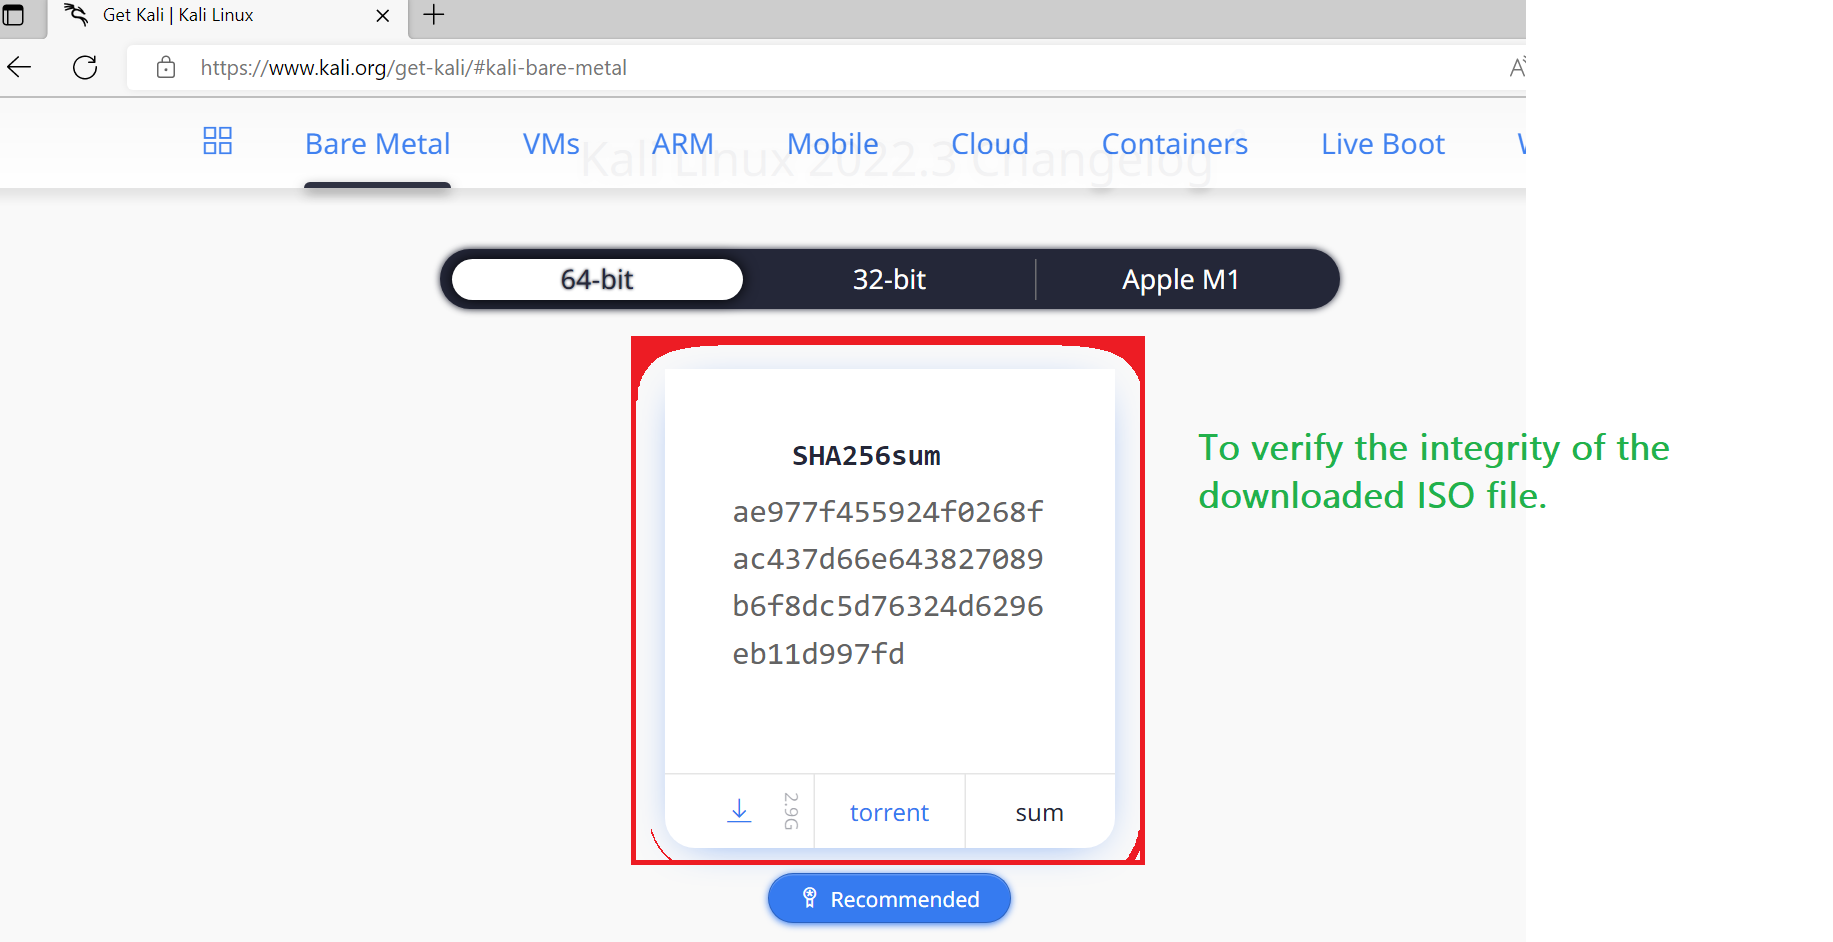 Get Kali | Kali Linux
https://www.kali.org/get-kali/#kali-bare-metal
Bare Metal VMs ARM Mobile Cloud Containers Live Boot
Kali Linux 2022.3 Changelog
64-bit 32-bit Apple M1
SHA256sum
ae977f455924f0268f
ac437d66e643827089
b6f8dc5d76324d6296
eb11d997fd
To verify the integrity of the
downloaded ISO file.
2.9G torrent sum
Recommended